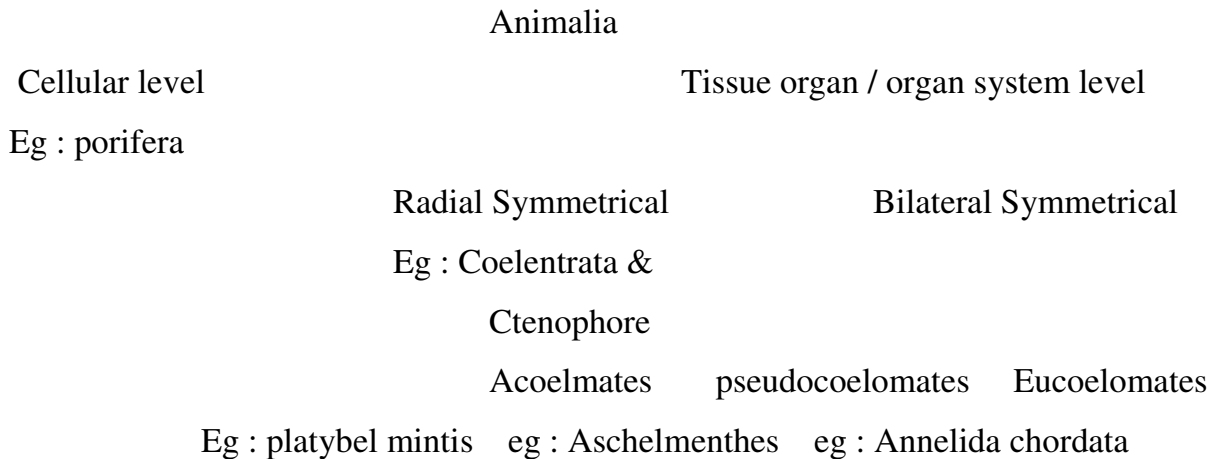 Animalia
Cellular level Tissue organ / organ system level
Eg : porifera
Radial Symmetrical Bilateral Symmetrical
Eg : Coelentrata &
Ctenophore
Acoelmates pseudocoelomates Eucoelomates
Eg : platybel mintis eg : Aschelmenthes eg : Annelida chordata